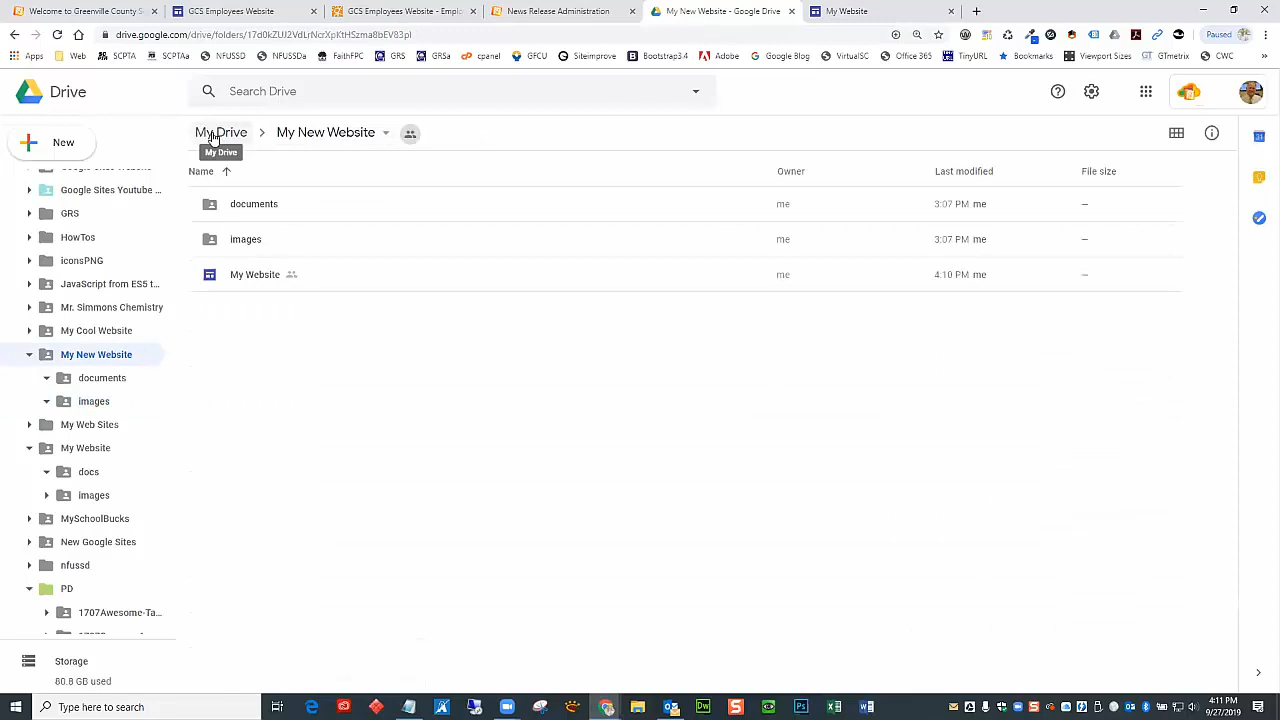 Welcome to Grenville County S
GCS Employees Website
GCS Employees Website - Emplo
News Release Administration
My New Website - Google Drive
My Website
drive.google.com/drive/folders/
Paused
Apps
Web
SCPTA
SCPTAa
NFUSSD
NFUSSDa
FaithFPC
GRS
GRSa
cpanel
GFCU
Siteimprove
Bootstrap3.4
Adobe
Google Blog
VirtualSC
Office 365
TinyURL
Bookmarks
Viewport Sizes
GTmetrix
CWC
Drive
Search Drive
New
My Drive
My New Website
My Drive
Name
Owner
Last modified
File size
documents
me
3:07 PM me
—
images
me
3:07 PM me
—
My Website
me
4:10 PM me
—
Google Sites Youtube ...
GRS
HowTos
iconsPNG
JavaScript from ES5 t...
Mr. Simmons Chemistry
My Cool Website
My New Website
documents
images
My Web Sites
My Website
docs
images
MySchoolBucks
New Google Sites
nfussd
PD
1707Awesome-Ta...
Storage
80.8 GB used
Type here to search
4:11 PM
9/27/2019